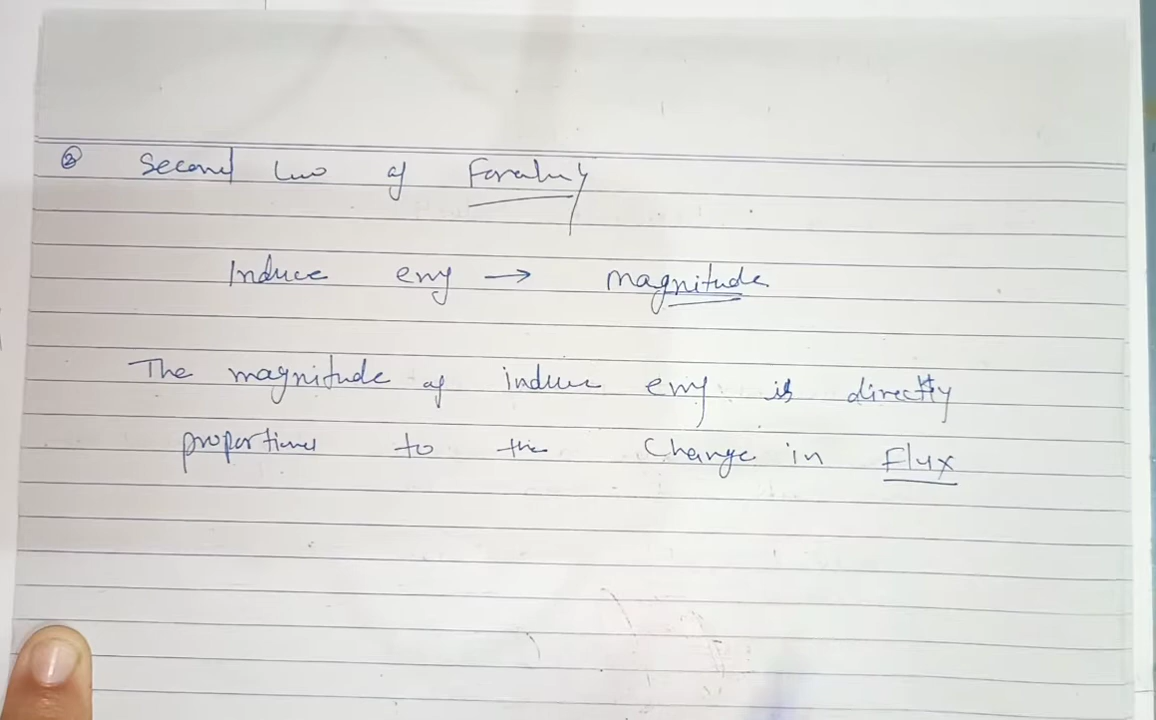 ② Second law of Faraday
Induce emf → magnitude
The magnitude of induce emf is directly
proportional to the Change in Flux